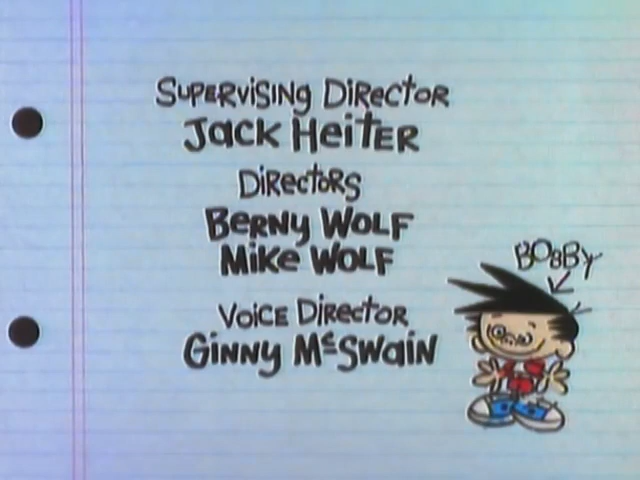 Supervising Director
Jack Heiter
Directors
Berny Wolf
Mike Wolf
Voice Director
Ginny McSwain
Bobby